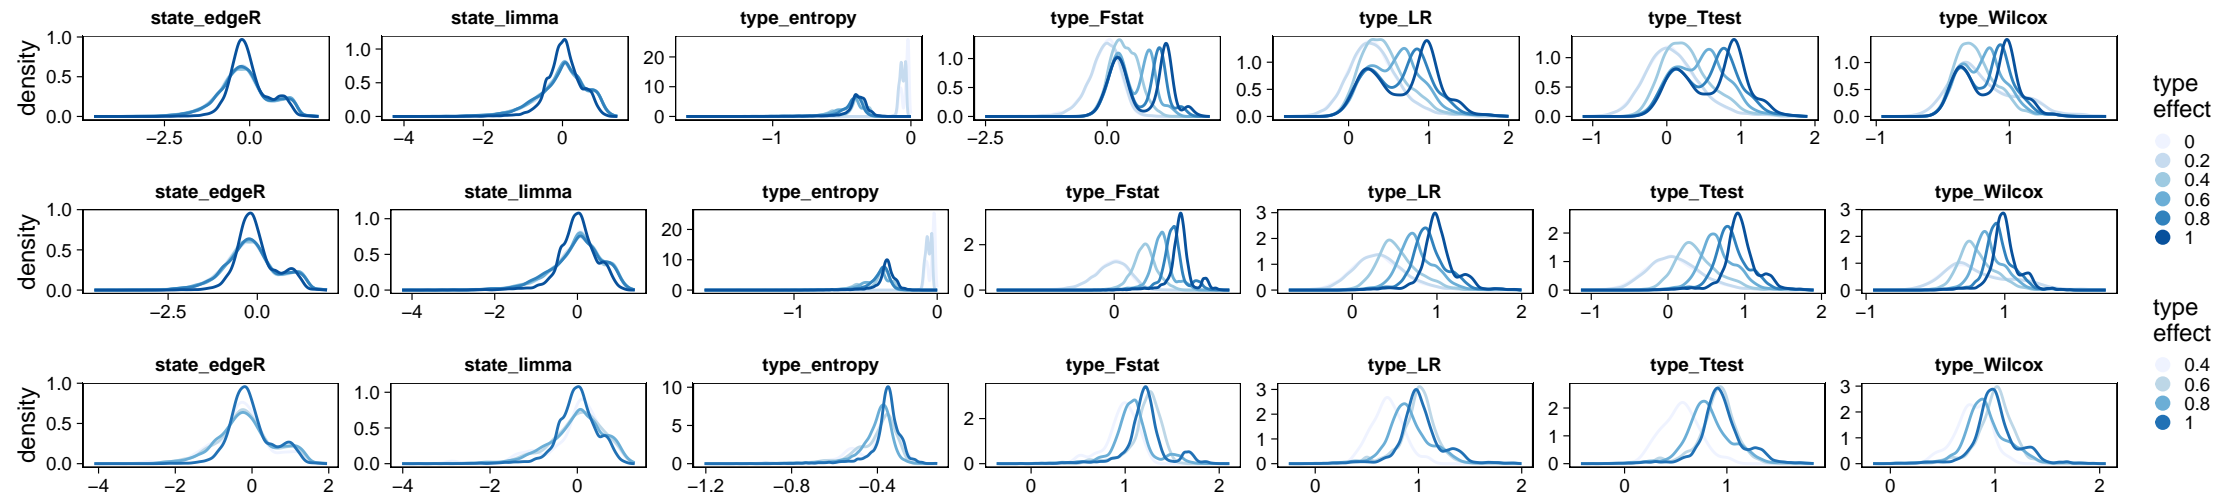 state_edgeR state_limma type_entropy type_Fstat type_LR type_Ttest type_Wilcox
density
0.0 0.5 1.0
−2.5 0.0
0.0 0.5 1.0
−4 −2 0
0 10 20
−1 0
0.0 0.5 1.0
−2.5 0.0
0.0 0.5 1.0
0 1 2
0.0 0.5 1.0
−1 0 1 2
0.0 0.5 1.0
−1 1
type
effect
0
0.2
0.4
0.6
0.8
1
state_edgeR state_limma type_entropy type_Fstat type_LR type_Ttest type_Wilcox
density
0.0 0.5 1.0
−2.5 0.0
0.0 0.5 1.0
−4 −2 0
0 10 20
−1 0
0 2
0
0 1 2 3
0 1 2
0 1 2
−1 0 1 2
0 1 2 3
−1 1
type
effect
0.4
0.6
0.8
1
state_edgeR state_limma type_entropy type_Fstat type_LR type_Ttest type_Wilcox
density
0.0 0.5 1.0
−4 −2 0 2
0.0 0.5 1.0
−4 −2 0
0 5 10
−1.2 −0.8 −0.4
0 2
0 1 2
0 1 2 3
0 1 2
0 2
0 1
0 1 2 3
0 1 2